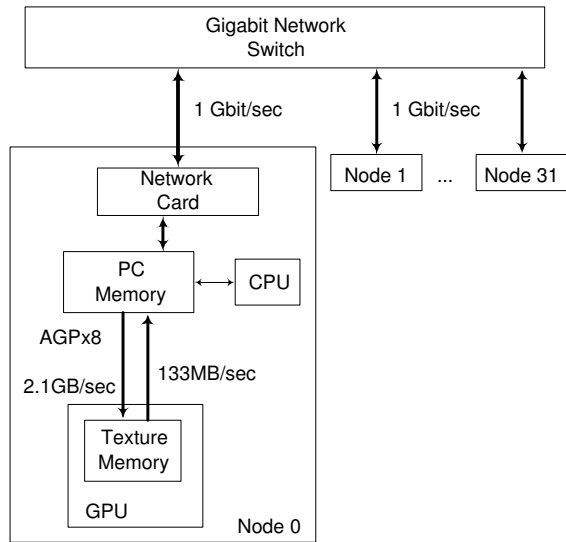 Gigabit Network
Switch
1 Gbit/sec
1 Gbit/sec
Network
Card
Node 1
...
Node 31
PC
Memory
CPU
AGPx8
133MB/sec
2.1GB/sec
Texture
Memory
GPU
Node 0